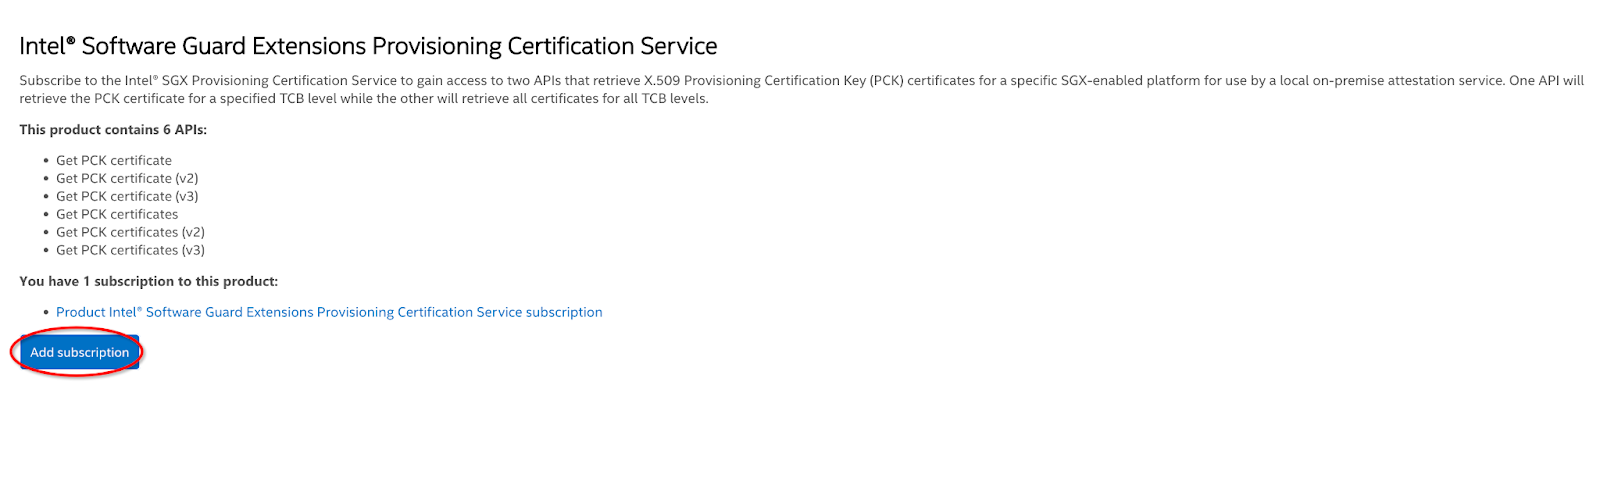 Intel® Software Guard Extensions Provisioning Certification Service
Subscribe to the Intel® SGX Provisioning Certification Service to gain access to two APIs that retrieve X.509 Provisioning Certification Key (PCK) certificates for a specific SGX-enabled platform for use by a local on-premise attestation service. One API will
retrieve the PCK certificate for a specified TCB level while the other will retrieve all certificates for all TCB levels.
This product contains 6 APIs:
• Get PCK certificate
• Get PCK certificate (v2)
• Get PCK certificate (v3)
• Get PCK certificates
• Get PCK certificates (v2)
• Get PCK certificates (v3)
You have 1 subscription to this product:
• Product Intel® Software Guard Extensions Provisioning Certification Service subscription
Add subscription